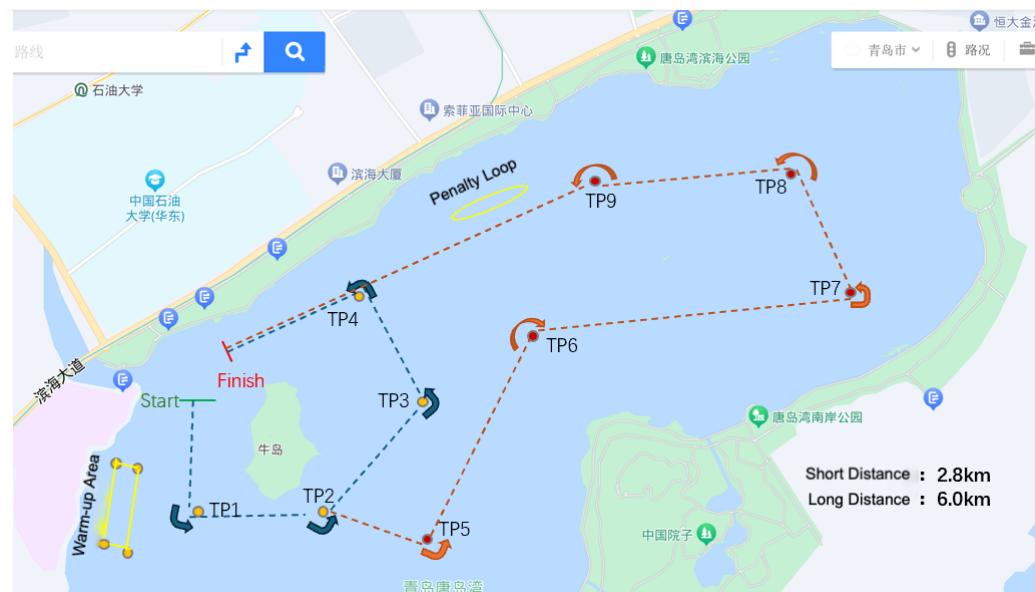 路线
青岛市
路况
恒大金
石油大学
唐岛湾滨海公园
索菲亚国际中心
滨海大厦
中国石油
大学(华东)
Penalty Loop
TP9
TP8
TP7
TP4
TP6
滨海大道
Finish
Start
TP3
唐岛湾南岸公园
牛岛
Warm-up Area
TP1
TP2
TP5
Short Distance : 2.8km
Long Distance : 6.0km
中国院子
青岛唐岛湾